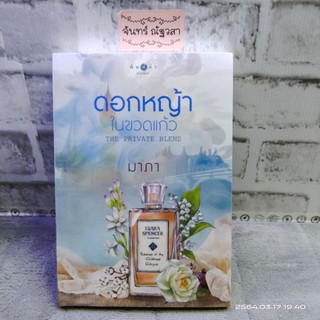 จันทร์ ณัฐวสา
ดอกหญ้า
ในขวดแก้ว
THE PRIVATE BLEND
มาภา
SPENCER
2564.03.17 19:40